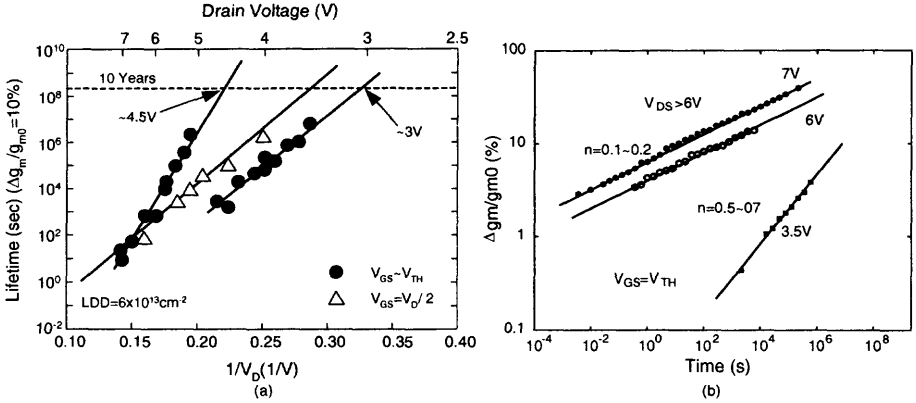 Drain Voltage (V)
7 6 5 4 3 2.5
Lifetime (sec) (Δgm/gm0=10%)
10^10
10^8
10^6
10^4
10^2
10^0
10^-2
10 Years
~4.5V
~3V
V_GS~V_TH
V_GS=V_D/ 2
LDD=6x10^13cm^-2
0.10 0.15 0.20 0.25 0.30 0.35 0.40
1/V_D(1/V)
(a)
Δgm/gm0 (%)
100
10
1
0.1
7V
V_DS>6V
6V
n=0.1~0.2
n=0.5~07
3.5V
V_GS=V_TH
10^-4 10^-2 10^0 10^2 10^4 10^6 10^8
Time (s)
(b)